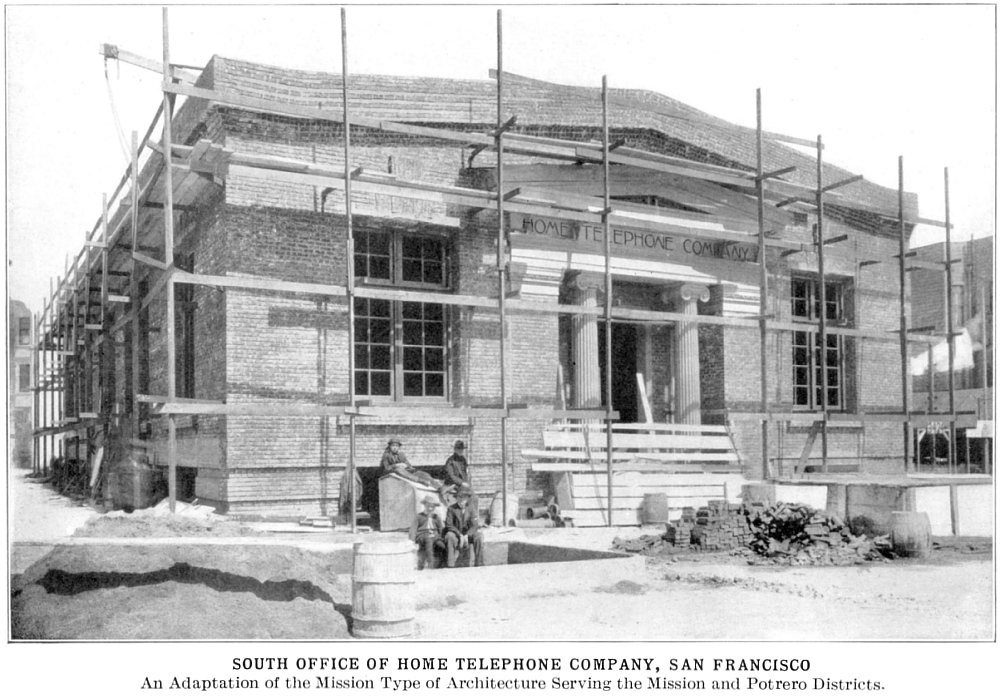 HOME TELEPHONE COMPANY
SOUTH OFFICE OF HOME TELEPHONE COMPANY, SAN FRANCISCO
An Adaptation of the Mission Type of Architecture Serving the Mission and Potrero Districts.